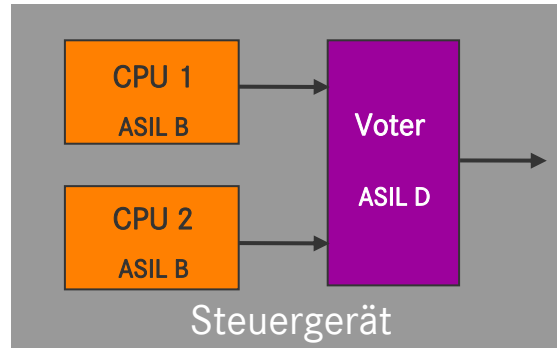 CPU 1
ASIL B
Voter
ASIL D
CPU 2
ASIL B
Steuergerät